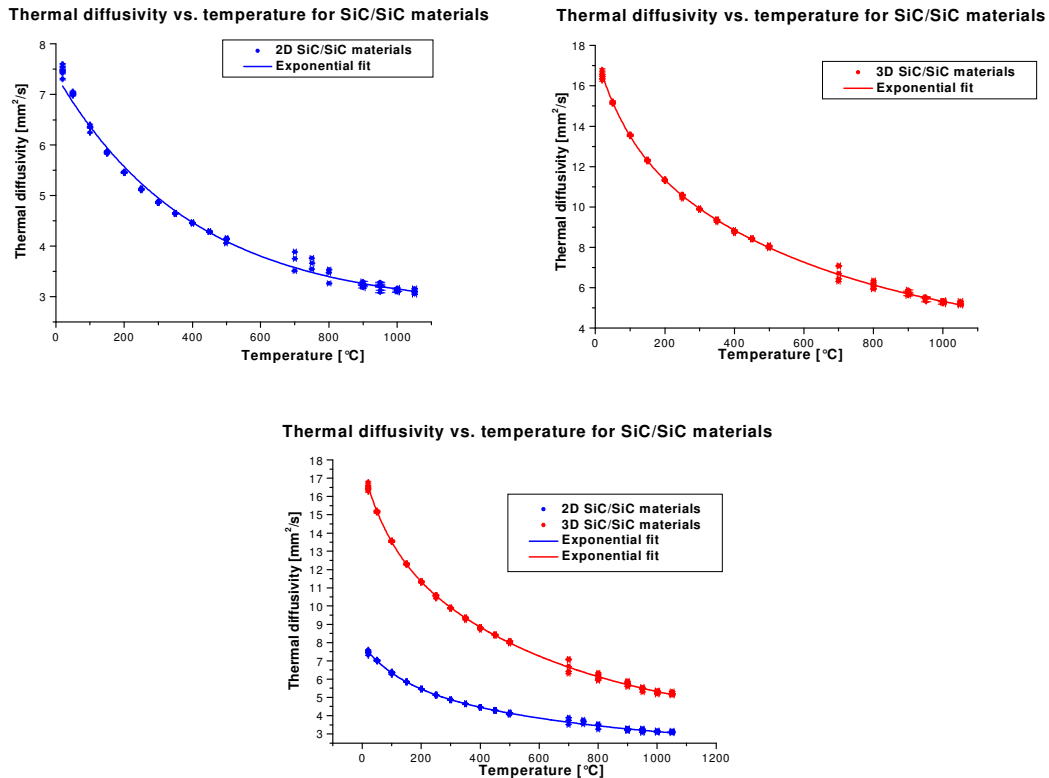 Thermal diffusivity vs. temperature for SiC/SiC materials
8
7
6
5
4
3
Thermal diffusivity [mm²/s]
2D SiC/SiC materials
Exponential fit
0 200 400 600 800 1000
Temperature [°C]
Thermal diffusivity vs. temperature for SiC/SiC materials
18
16
14
12
10
8
6
4
Thermal diffusivity [mm²/s]
3D SiC/SiC materials
Exponential fit
0 200 400 600 800 1000
Temperature [°C]
Thermal diffusivity vs. temperature for SiC/SiC materials
18
17
16
15
14
13
12
11
10
9
8
7
6
5
4
3
Thermal diffusivity [mm²/s]
2D SiC/SiC materials
3D SiC/SiC materials
Exponential fit
Exponential fit
0 200 400 600 800 1000 1200
Temperature [°C]